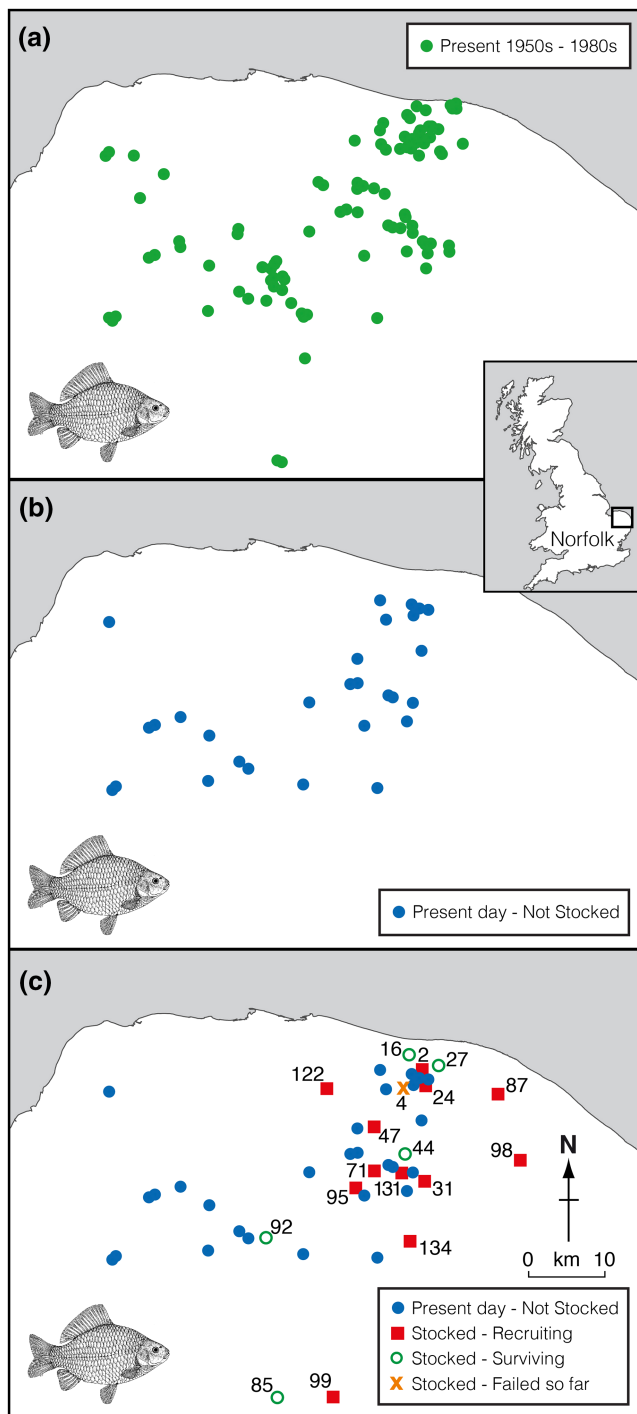 (a)
Present 1950s - 1980s
Norfolk
(b)
Present day - Not Stocked
(c)
16
2
27
122
4
24
87
47
44
98
N
71
131
31
95
92
134
0 km 10
Present day - Not Stocked
Stocked - Recruiting
Stocked - Surviving
X Stocked - Failed so far
85
99